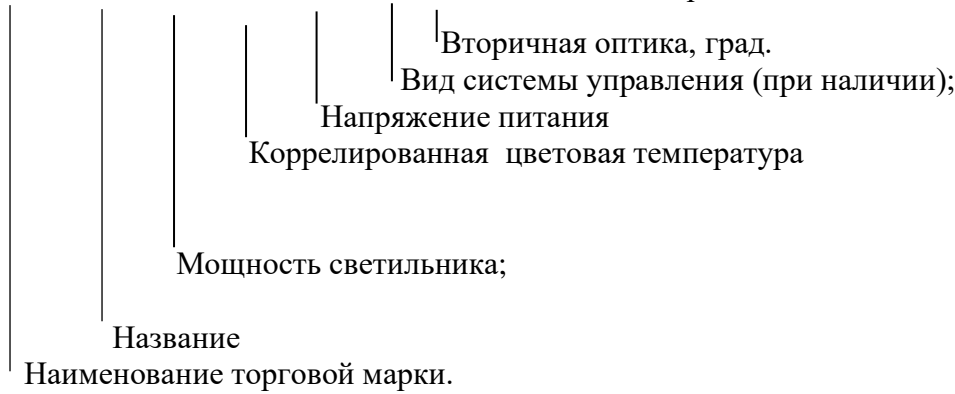 Вторичная оптика, град.
Вид системы управления (при наличии);
Напряжение питания
Коррелированная цветовая температура
Мощность светильника;
Название
Наименование торговой марки.